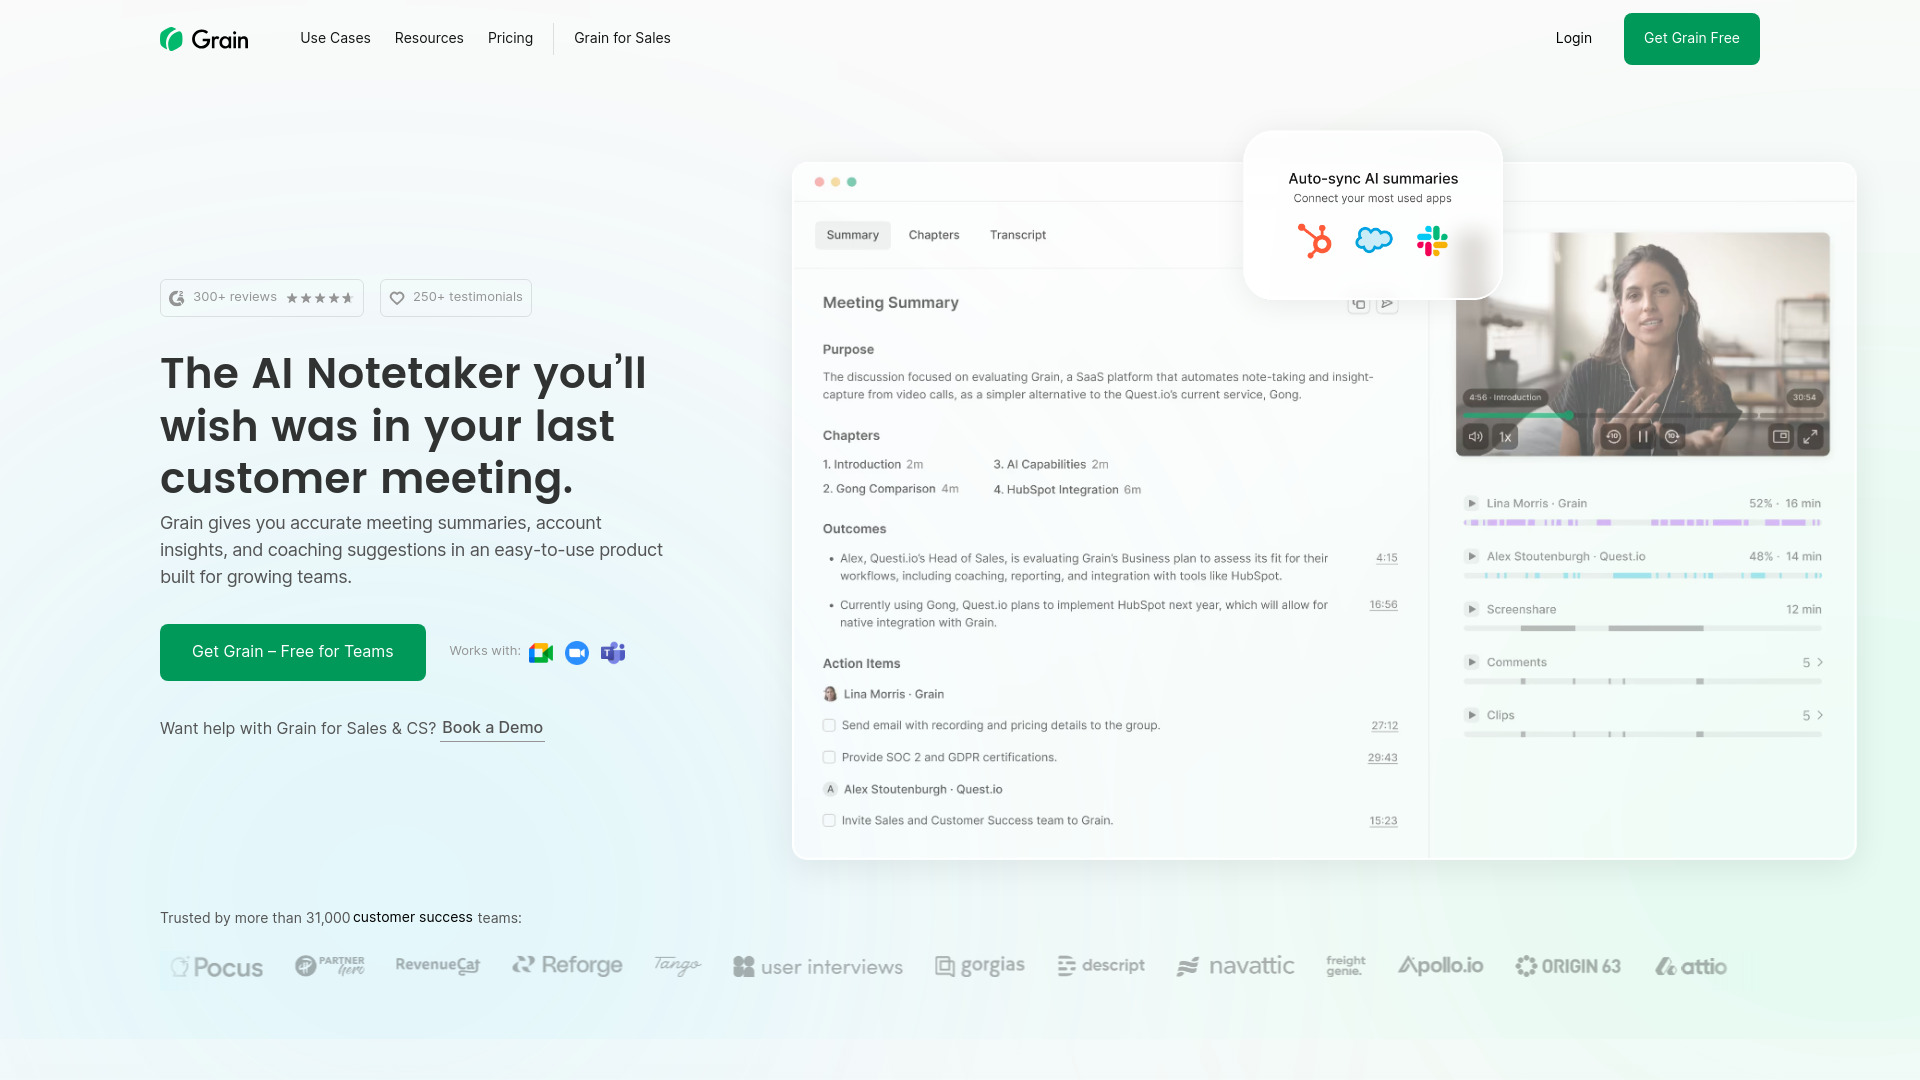 Grain
Use Cases
Resources
Pricing
Grain for Sales
Login
Get Grain Free
300+ reviews
250+ testimonials
The AI Notetaker you’ll
wish was in your last
customer meeting.
Grain gives you accurate meeting summaries, account
insights, and coaching suggestions in an easy-to-use product
built for growing teams.
Get Grain – Free for Teams
Works with:
Want help with Grain for Sales & CS? Book a Demo
Auto-sync AI summaries
Connect your most used apps
Summary
Chapters
Transcript
Meeting Summary
Purpose
The discussion focused on evaluating Grain, a SaaS platform that automates note-taking and insight-
capture from video calls, as a simpler alternative to the Quest.io’s current service, Gong.
Chapters
1. Introduction 2m
3. AI Capabilities 2m
2. Gong Comparison 4m
4. HubSpot Integration 6m
Outcomes
• Alex, Questi.io’s Head of Sales, is evaluating Grain’s Business plan to assess its fit for their 4:15
workflows, including coaching, reporting, and integration with tools like HubSpot.
• Currently using Gong, Quest.io plans to implement HubSpot next year, which will allow for 16:56
native integration with Grain.
Action Items
Lina Morris · Grain
Send email with recording and pricing details to the group. 27:12
Provide SOC 2 and GDPR certifications. 29:43
A Alex Stoutenburgh · Quest.io
Invite Sales and Customer Success team to Grain. 15:23
4:56 · Introduction
30:54
1x
10
10
Lina Morris · Grain 52% · 16 min
Alex Stoutenburgh · Quest.io 48% · 14 min
Screenshare 12 min
Comments 5
Clips 5
Trusted by more than 31,000 customer success teams:
Pocus
PARTNER
hero
RevenueCat
Reforge
Tango
user interviews
gorgias
descript
navattic
freight
genie.
Apollo.io
ORIGIN 63
attio